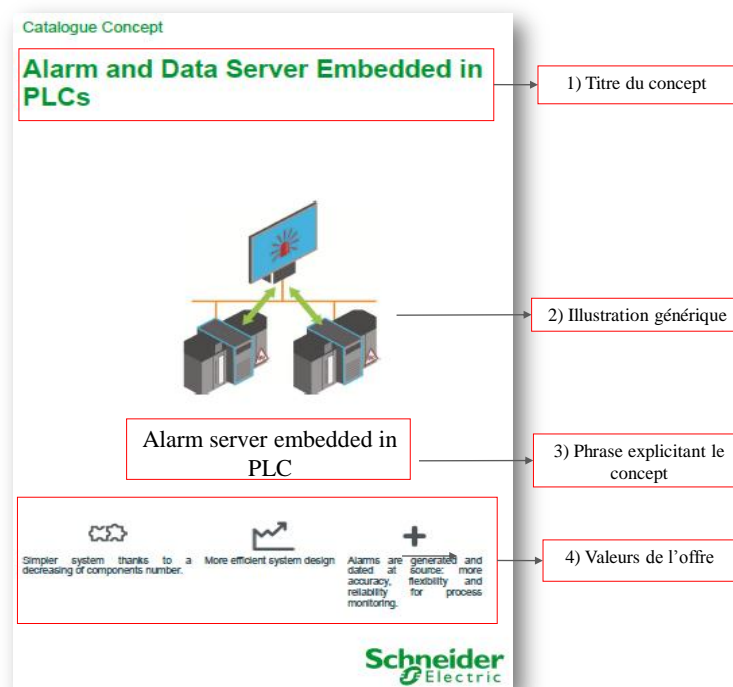 Catalogue Concept
Alarm and Data Server Embedded in
PLCs
1) Titre du concept
2) Illustration générique
Alarm server embedded in
PLC
3) Phrase explicitant le
concept
Simpler system thanks to a
decreasing of components number.
More efficient system design
Alarms are generated and
dated at source: more
accuracy, flexibility and
reliability for process
monitoring.
4) Valeurs de l’offre
Schneider
Electric